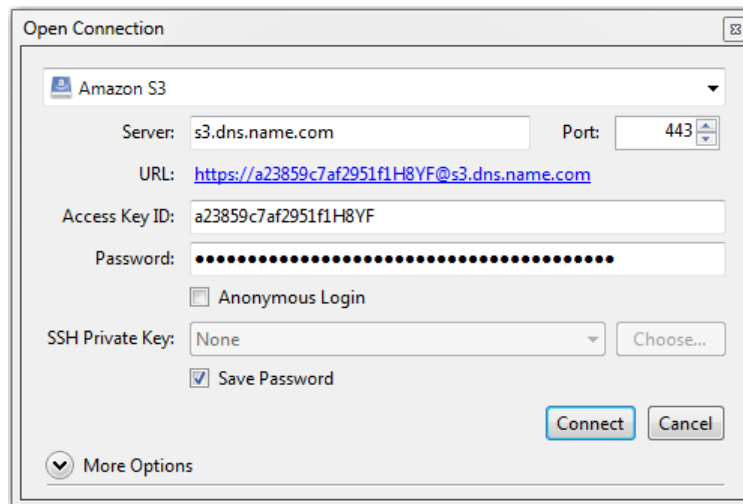 Open Connection
Amazon S3
Server: s3.dns.name.com Port: 443
URL: https://a23859c7af2951f1H8YF@s3.dns.name.com
Access Key ID: a23859c7af2951f1H8YF
Password: ••••••••••••••••••••••••••••••••••••••••
Anonymous Login
SSH Private Key: None Choose...
Save Password
Connect Cancel
More Options